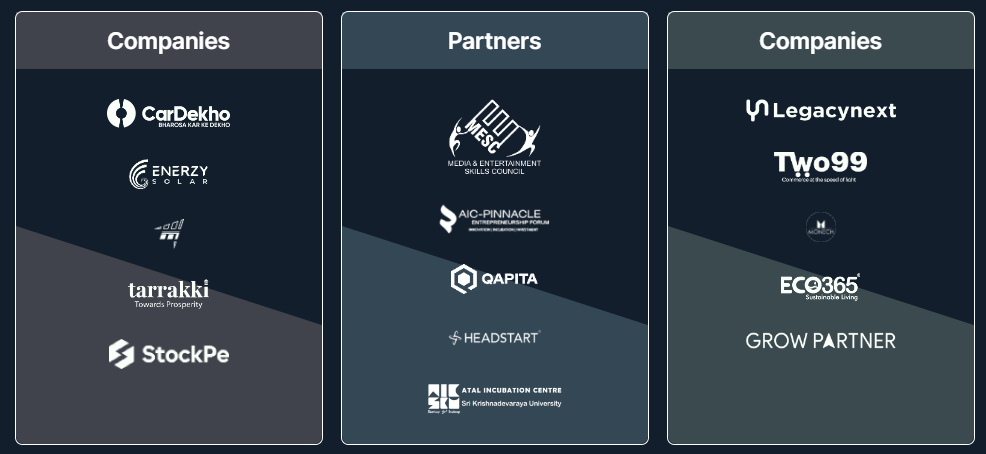 Companies
CarDekho
BHAROSA KAR KE DEKHO
ENERZY
SOLAR
tarrakki
Towards Prosperity
StockPe
Partners
MESC
MEDIA & ENTERTAINMENT
SKILLS COUNCIL
AIC-PINNACLE
ENTREPRENEURSHIP FORUM
INNOVATION | INCUBATION | INVESTMENT
QAPITA
HEADSTART
ATAL INCUBATION CENTRE
Sri Krishnadevaraya University
Companies
Legacynext
Two99
Commerce at the speed of light
ECO365
Sustainable Living
GROW PARTNER